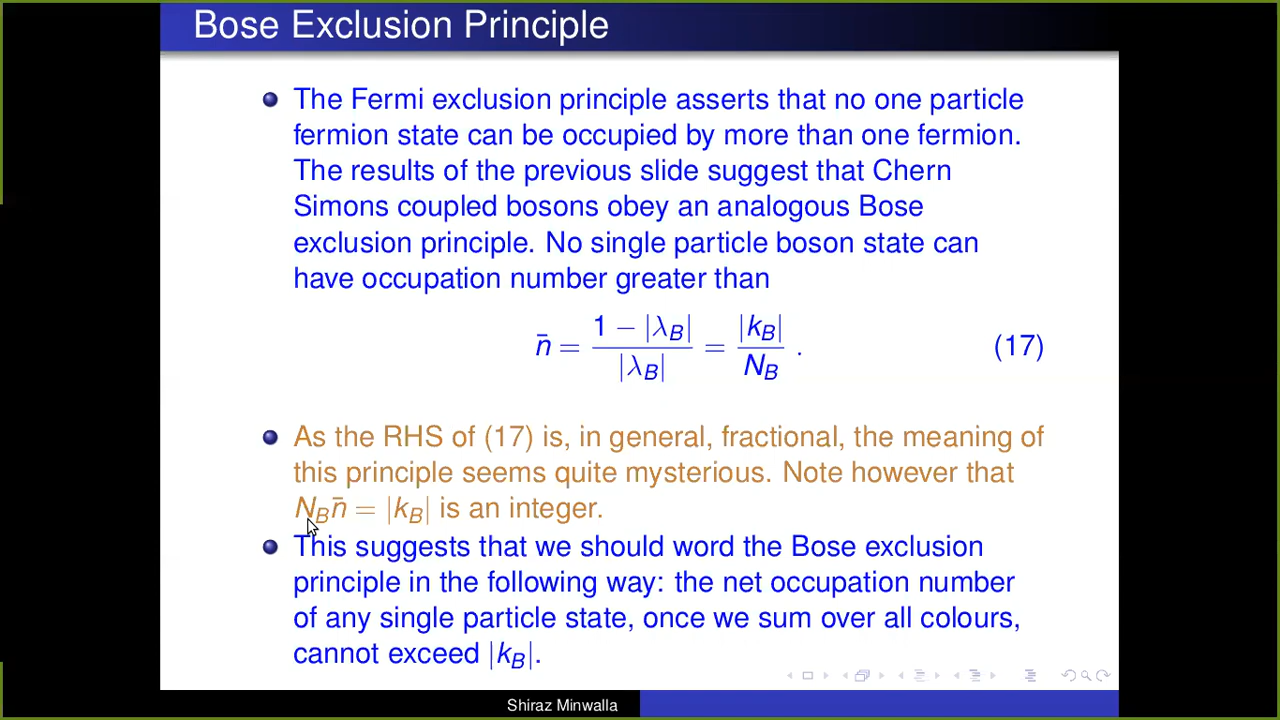 Bose Exclusion Principle
The Fermi exclusion principle asserts that no one particle
fermion state can be occupied by more than one fermion.
The results of the previous slide suggest that Chern
Simons coupled bosons obey an analogous Bose
exclusion principle. No single particle boson state can
have occupation number greater than
n̄ = (1 − |λ_B|)/|λ_B| = |k_B|/N_B . (17)
As the RHS of (17) is, in general, fractional, the meaning of
this principle seems quite mysterious. Note however that
N_B n̄ = |k_B| is an integer.
This suggests that we should word the Bose exclusion
principle in the following way: the net occupation number
of any single particle state, once we sum over all colours,
cannot exceed |k_B|.
Shiraz Minwalla